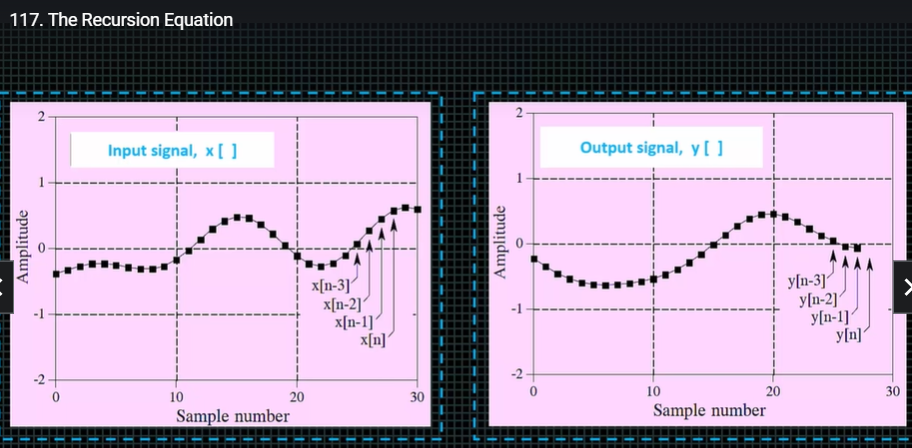 117. The Recursion Equation
Input signal, x [ ]
2
1
0
-1
-2
Amplitude
x[n-3]
x[n-2]
x[n-1]
x[n]
0 10 20 30
Sample number
Output signal, y [ ]
2
1
0
-1
-2
Amplitude
y[n-3]
y[n-2]
y[n-1]
y[n]
0 10 20 30
Sample number